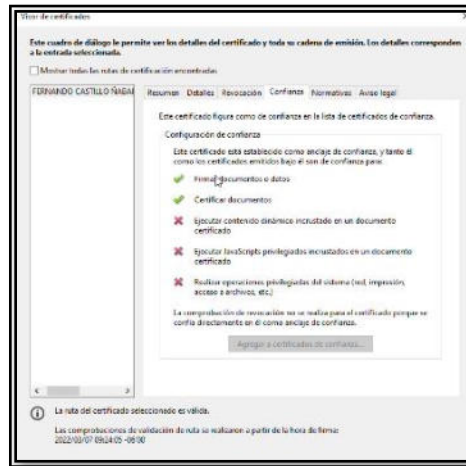 Visor de certificados
Este cuadro de diálogo le permite ver los detalles del certificado y toda su cadena de emisión. Los detalles corresponden
a la entrada seleccionada.
Mostrar todas las rutas de certificación encontradas
FERNANDO CASTILLO ÑABAÍ
Resumen Detalles Revocación Confianza Normativas Aviso legal
Este certificado figura como de confianza en la lista de certificados de confianza.
Configuración de confianza
Este certificado está establecido como anclaje de confianza, y tanto él
como los certificados emitidos bajo él son de confianza para:
Firmar documentos o datos
Certificar documentos
Ejecutar contenido dinámico incrustado en un documento
certificado
Ejecutar JavaScripts privilegiados incrustados en un documento
certificado
Realizar operaciones privilegiadas del sistema (red, impresión,
acceso a archivos, etc.)
La comprobación de revocación no se realiza para el certificado porque se
confía directamente en él como anclaje de confianza.
Agregar a certificados de confianza...
La ruta del certificado seleccionado es válida.
Las comprobaciones de validación de ruta se realizaron a partir de la hora de firma:
2022/03/07 09:24:05 -06'00'